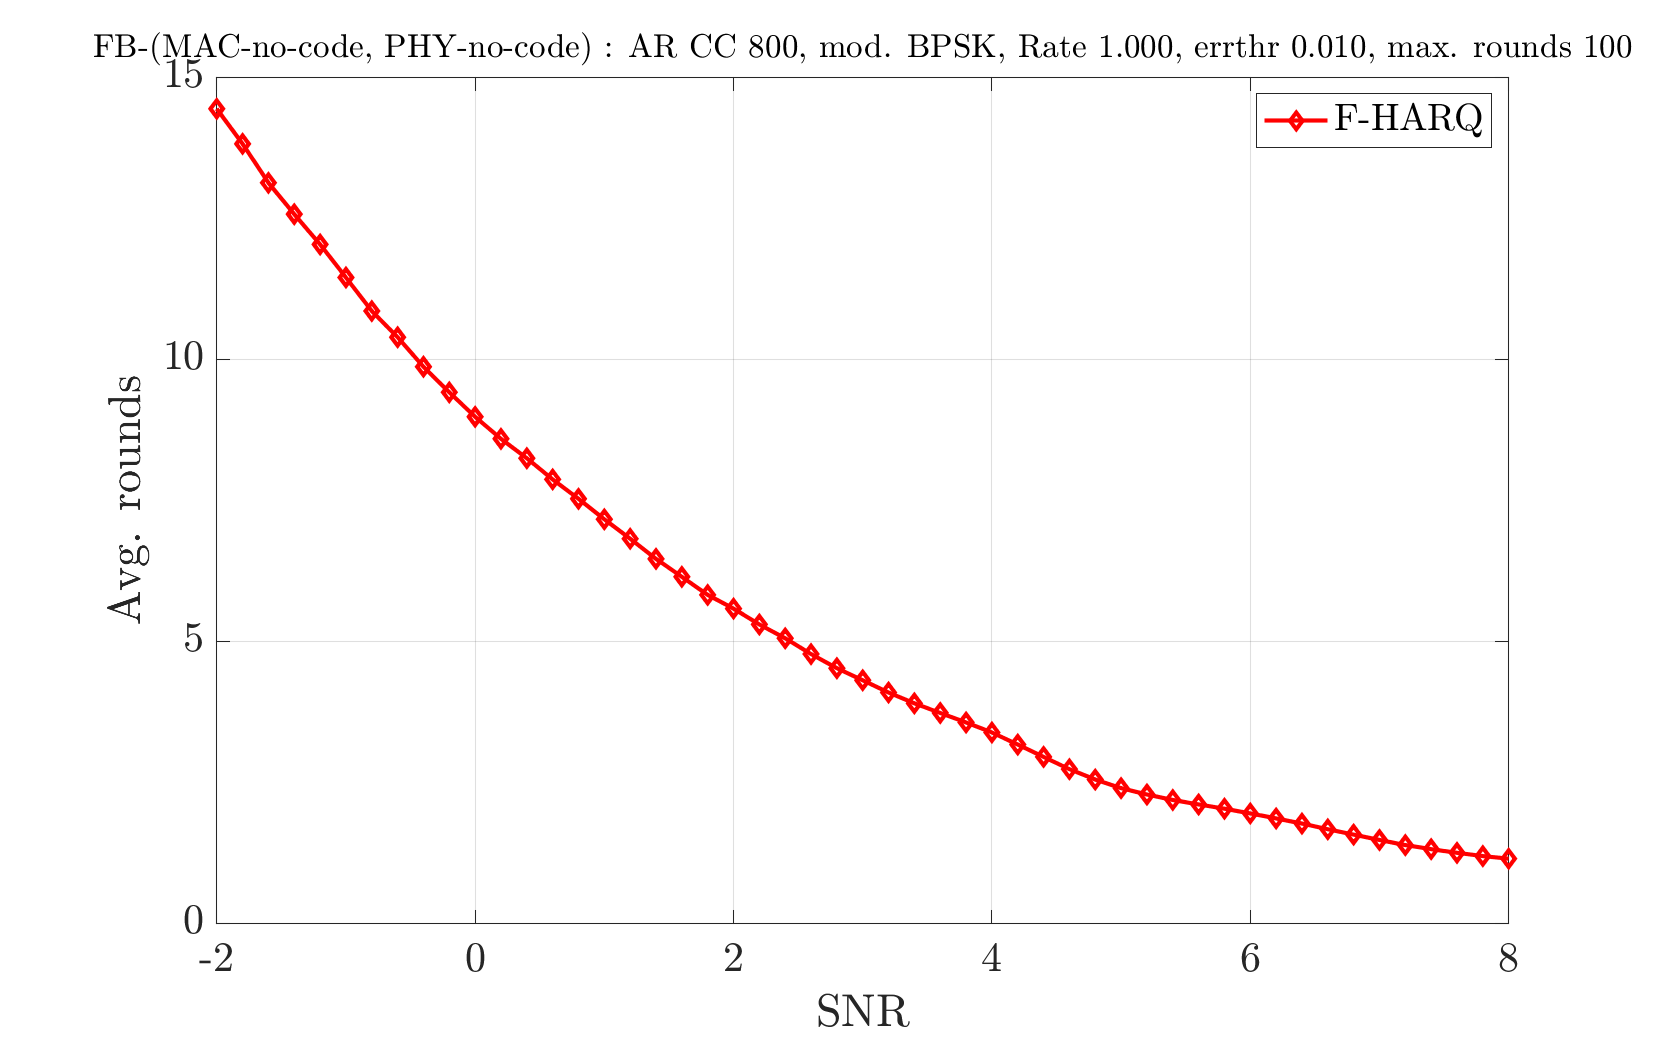 FB-(MAC-no-code, PHY-no-code) : AR CC 800, mod. BPSK, Rate 1.000, errthr 0.010, max. rounds 100
F-HARQ
15
10
5
0
Avg. rounds
-2 0 2 4 6 8
SNR